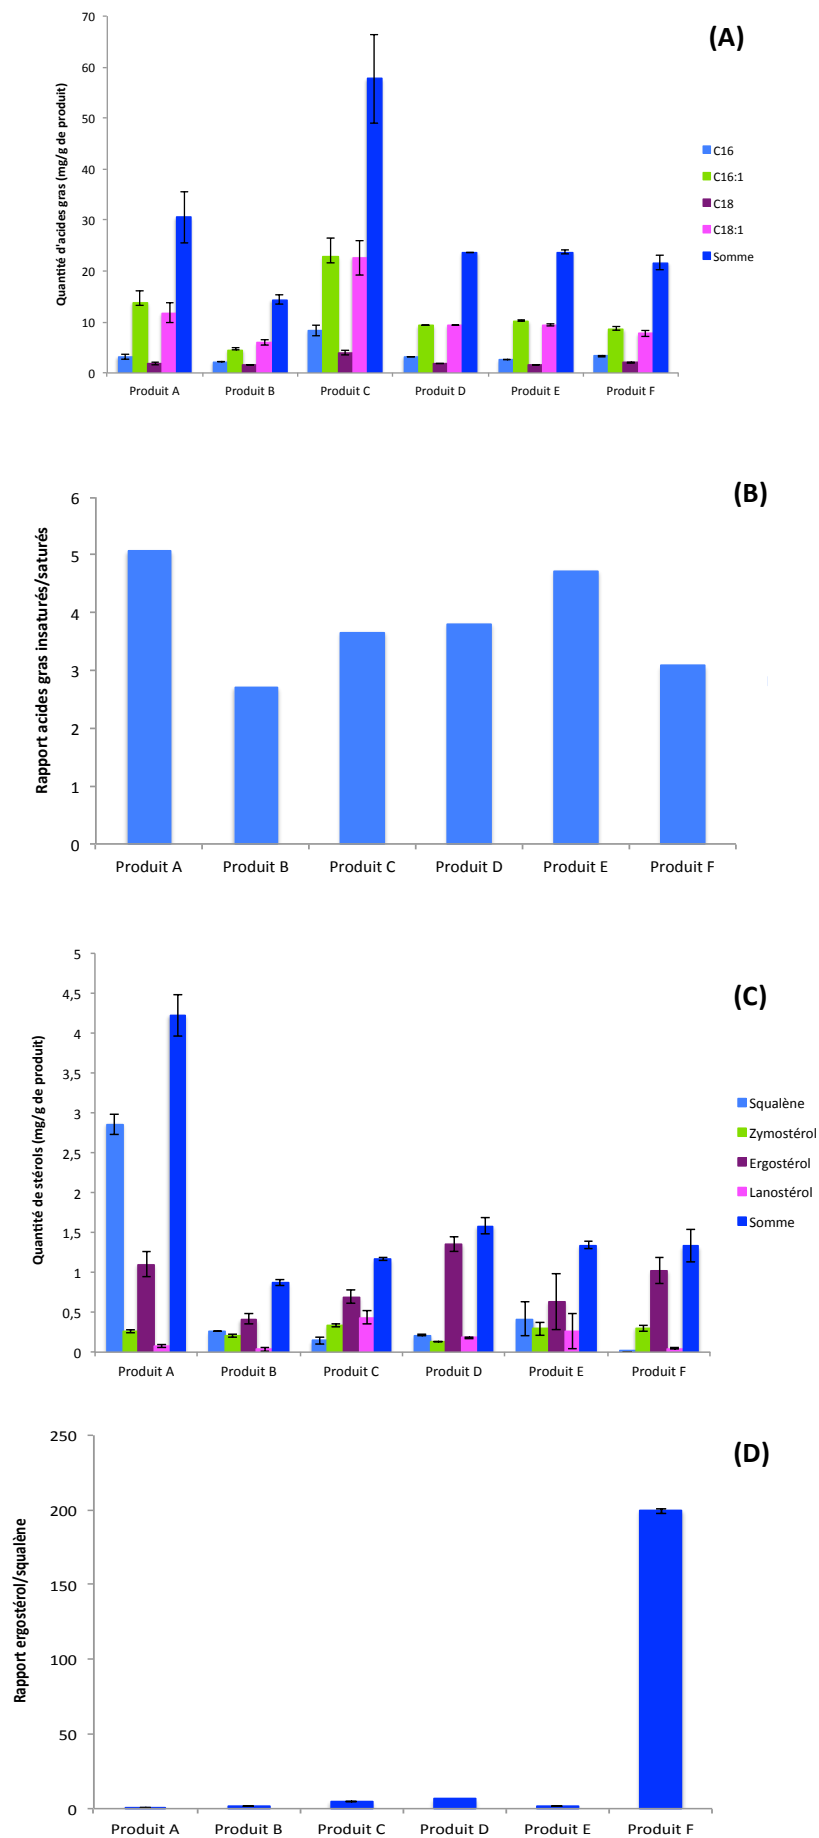 (A)
Quantité d'acides gras (mg/g de produit)
70
60
50
40
30
20
10
0
Produit A Produit B Produit C Produit D Produit E Produit F
C16
C16:1
C18
C18:1
Somme
(B)
Rapport acides gras insaturés/saturés
6
5
4
3
2
1
0
Produit A Produit B Produit C Produit D Produit E Produit F
(C)
Quantité de stérols (mg/g de produit)
5
4,5
4
3,5
3
2,5
2
1,5
1
0,5
0
Produit A Produit B Produit C Produit D Produit E Produit F
Squalène
Zymostérol
Ergostérol
Lanostérol
Somme
(D)
Rapport ergostérol/squalène
250
200
150
100
50
0
Produit A Produit B Produit C Produit D Produit E Produit F